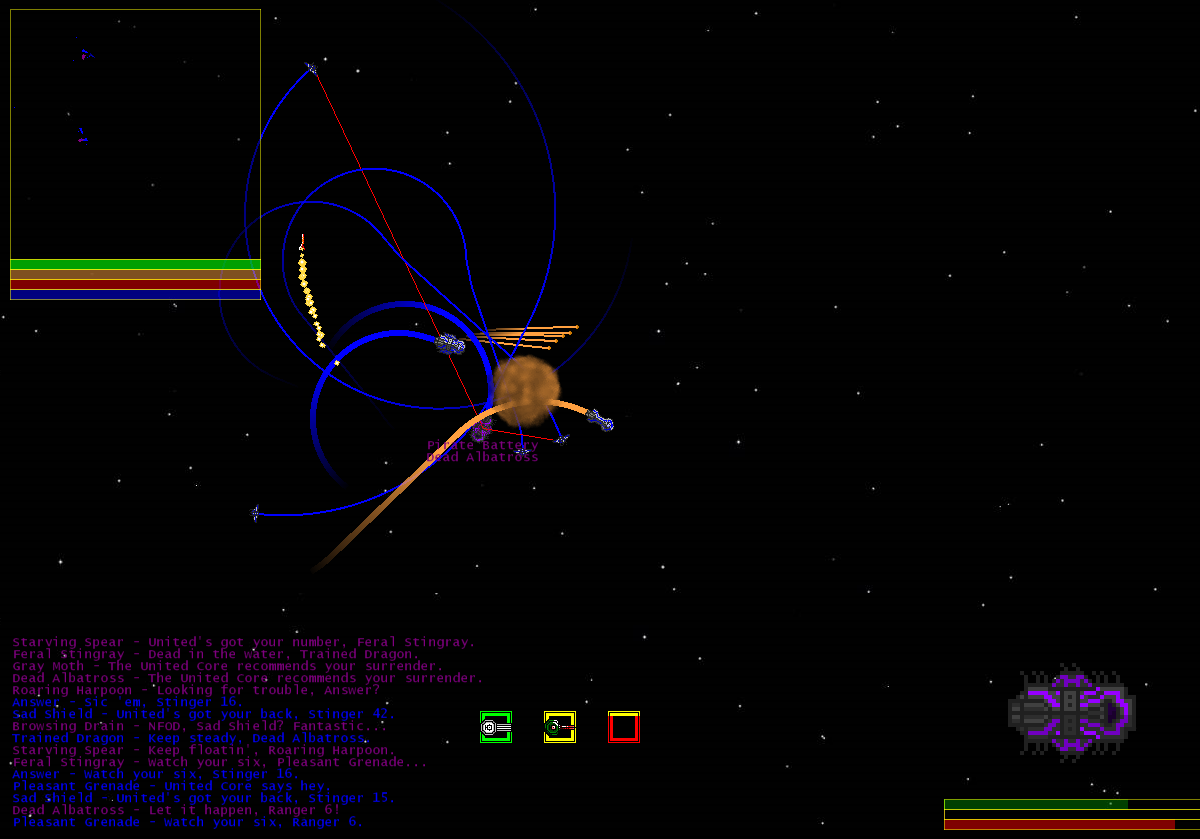 Pirate Battery
Dead Albatross
Starving Spear - United's got your number, Feral Stingray.
Feral Stingray - Dead in the water, Trained Dragon.
Gray Moth - The United Core recommends your surrender.
Dead Albatross - The United Core recommends your surrender.
Roaring Harpoon - Looking for trouble, Answer?
Answer - Sic 'em, Stinger 16.
Sad Shield - United's got your back, Stinger 42.
Browsing Drain - NFOD, Sad Shield? Fantastic...
Trained Dragon - Keep steady, Dead Albatross.
Starving Spear - Keep floatin', Roaring Harpoon.
Feral Stingray - Watch your six, Pleasant Grenade...
Answer - Watch your six, Stinger 16.
Pleasant Grenade - United Core says hey,
Sad Shield - United's got your back, Stinger 15.
Dead Albatross - Let it happen, Ranger 6!
Pleasant Grenade - Watch your six, Ranger 6.